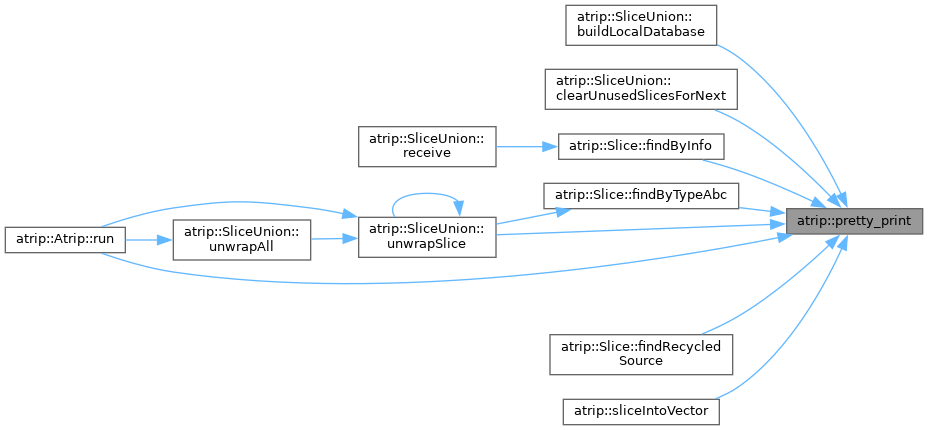 atrip::SliceUnion::
buildLocalDatabase
atrip::SliceUnion::
clearUnusedSlicesForNext
atrip::SliceUnion::
receive
atrip::Slice::findByInfo
atrip::Slice::findByTypeAbc
atrip::Atrip::run
atrip::SliceUnion::
unwrapAll
atrip::SliceUnion::
unwrapSlice
atrip::pretty_print
atrip::Slice::findRecycled
Source
atrip::sliceIntoVector